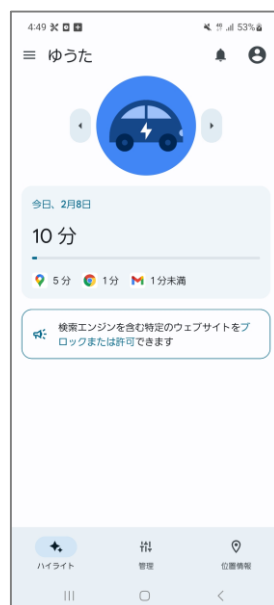 4:49
53%
ゆうた
今日、2月8日
10 分
5 分 1分 1分未満
検索エンジンを含む特定のウェブサイトをブ
ロックまたは許可できます
ハイライト 管理 位置情報